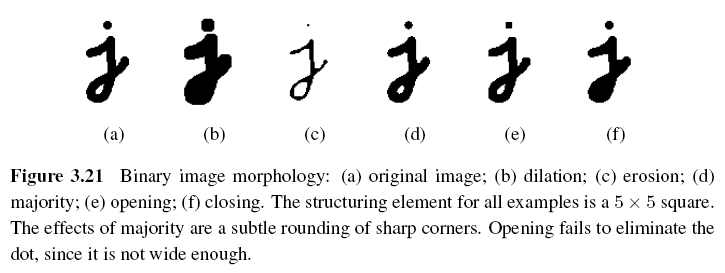 (a) (b) (c) (d) (e) (f)
Figure 3.21 Binary image morphology: (a) original image; (b) dilation; (c) erosion; (d)
majority; (e) opening; (f) closing. The structuring element for all examples is a 5 × 5 square.
The effects of majority are a subtle rounding of sharp corners. Opening fails to eliminate the
dot, since it is not wide enough.